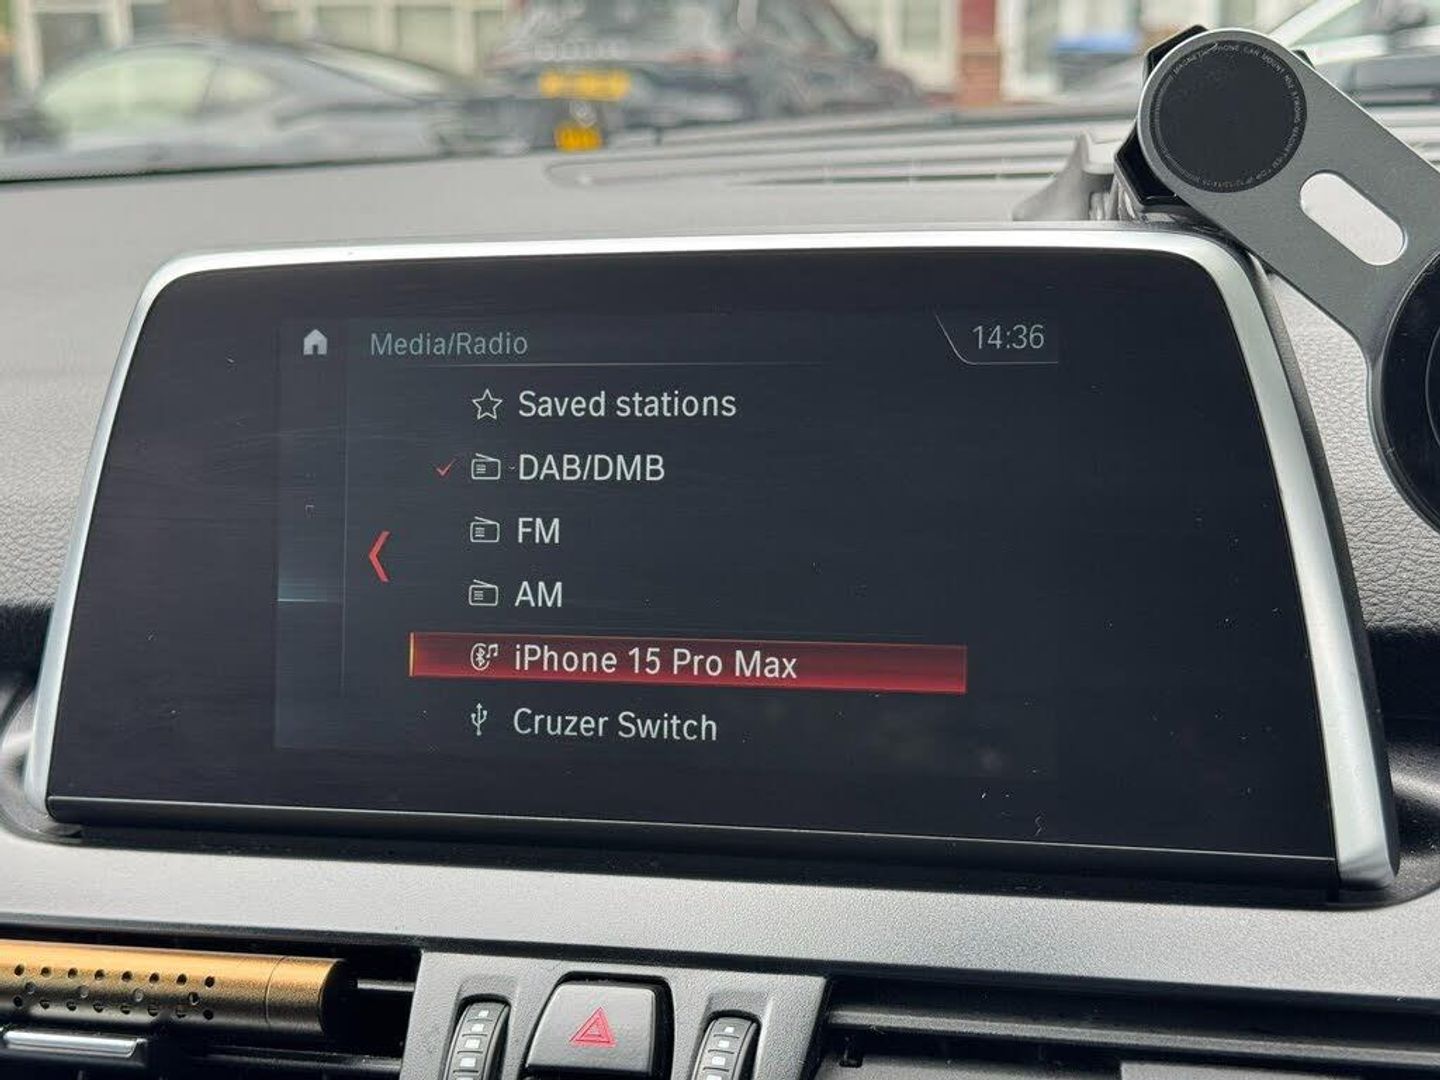 Media/Radio
14:36
Saved stations
DAB/DMB
FM
AM
iPhone 15 Pro Max
Cruzer Switch